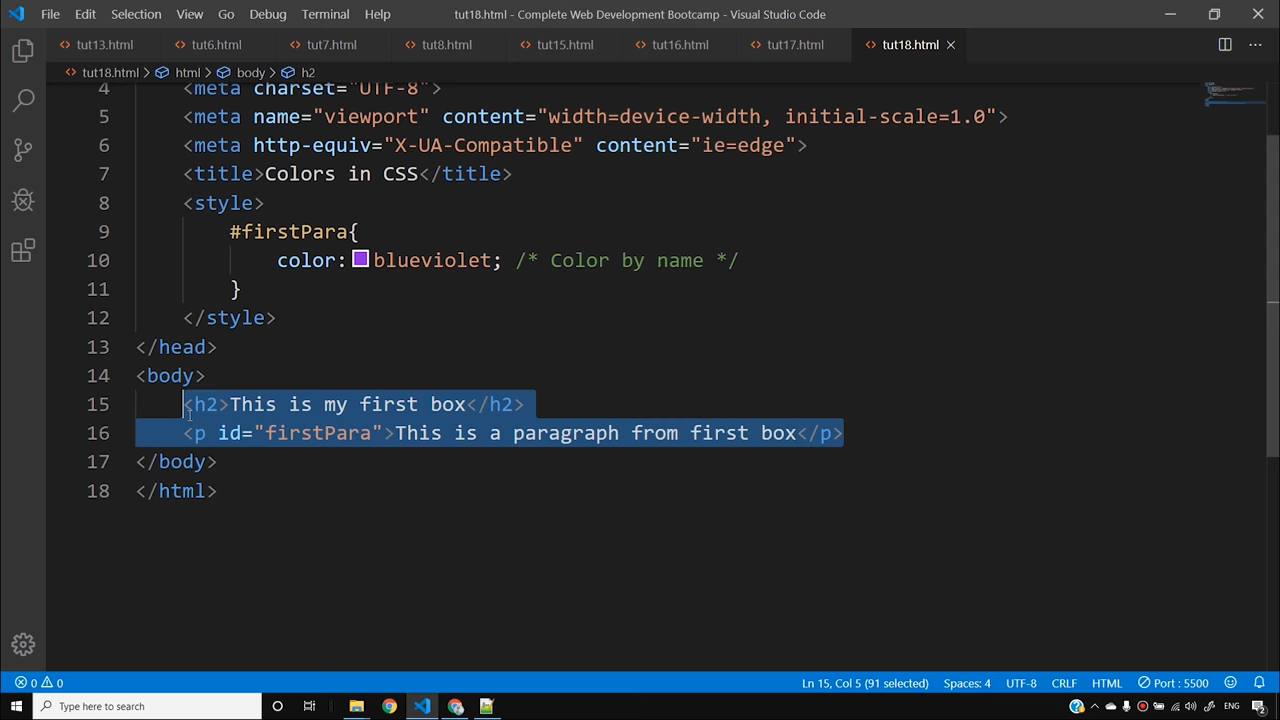 File Edit Selection View Go Debug Terminal Help tut18.html - Complete Web Development Bootcamp - Visual Studio Code
tut13.html tut6.html tut7.html tut8.html tut15.html tut16.html tut17.html tut18.html
tut18.html > html > body > h2
4 <meta charset="UTF-8">
5 <meta name="viewport" content="width=device-width, initial-scale=1.0">
6 <meta http-equiv="X-UA-Compatible" content="ie=edge">
7 <title>Colors in CSS</title>
8 <style>
9 #firstPara{
10 color: blueviolet; /* Color by name */
11 }
12 </style>
13 </head>
14 <body>
15 <h2>This is my first box</h2>
16 <p id="firstPara">This is a paragraph from first box</p>
17 </body>
18 </html>
0 0 Ln 15, Col 5 (91 selected) Spaces: 4 UTF-8 CRLF HTML Port : 5500
Type here to search ENG 2